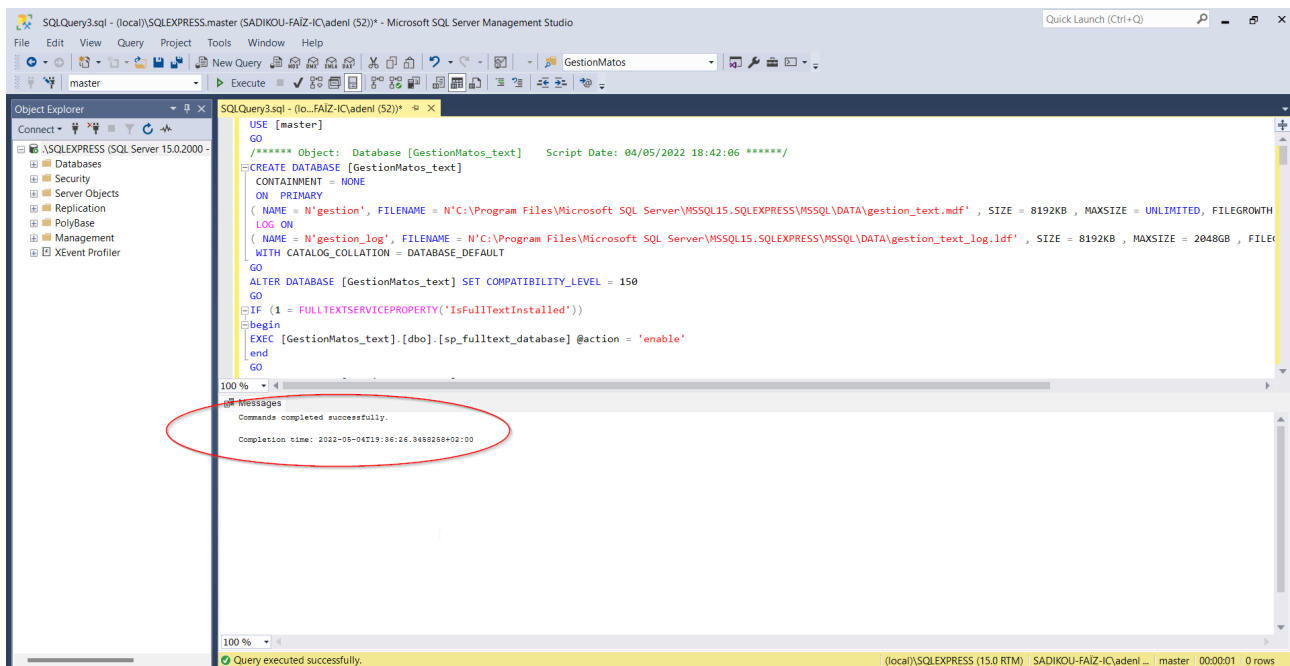 SQLQuery3.sql - (local)\SQLEXPRESS.master (SADIKOU-FAÏZ-IC\adenl (52))* - Microsoft SQL Server Management Studio
Quick Launch (Ctrl+Q)
File Edit View Query Project Tools Window Help
New Query MDX DMX XMLA DAX GestionMatos
master Execute
Object Explorer
SQLQuery3.sql - (lo...FAÏZ-IC\adenl (52))*
Connect
.\SQLEXPRESS (SQL Server 15.0.2000 -
Databases
Security
Server Objects
Replication
PolyBase
Management
XEvent Profiler
USE [master]
GO
/****** Object: Database [GestionMatos_text] Script Date: 04/05/2022 18:42:06 ******/
CREATE DATABASE [GestionMatos_text]
CONTAINMENT = NONE
ON PRIMARY
( NAME = N'gestion', FILENAME = N'C:\Program Files\Microsoft SQL Server\MSSQL15.SQLEXPRESS\MSSQL\DATA\gestion_text.mdf' , SIZE = 8192KB , MAXSIZE = UNLIMITED, FILEGROWTH
LOG ON
( NAME = N'gestion_log', FILENAME = N'C:\Program Files\Microsoft SQL Server\MSSQL15.SQLEXPRESS\MSSQL\DATA\gestion_text_log.ldf' , SIZE = 8192KB , MAXSIZE = 2048GB , FILE
WITH CATALOG_COLLATION = DATABASE_DEFAULT
GO
ALTER DATABASE [GestionMatos_text] SET COMPATIBILITY_LEVEL = 150
GO
IF (1 = FULLTEXTSERVICEPROPERTY('IsFullTextInstalled'))
begin
EXEC [GestionMatos_text].[dbo].[sp_fulltext_database] @action = 'enable'
end
GO
100 %
Messages
Commands completed successfully.
Completion time: 2022-05-04T19:36:26.3458258+02:00
100 %
Query executed successfully.
(local)\SQLEXPRESS (15.0 RTM) SADIKOU-FAÏZ-IC\adenl ... master 00:00:01 0 rows